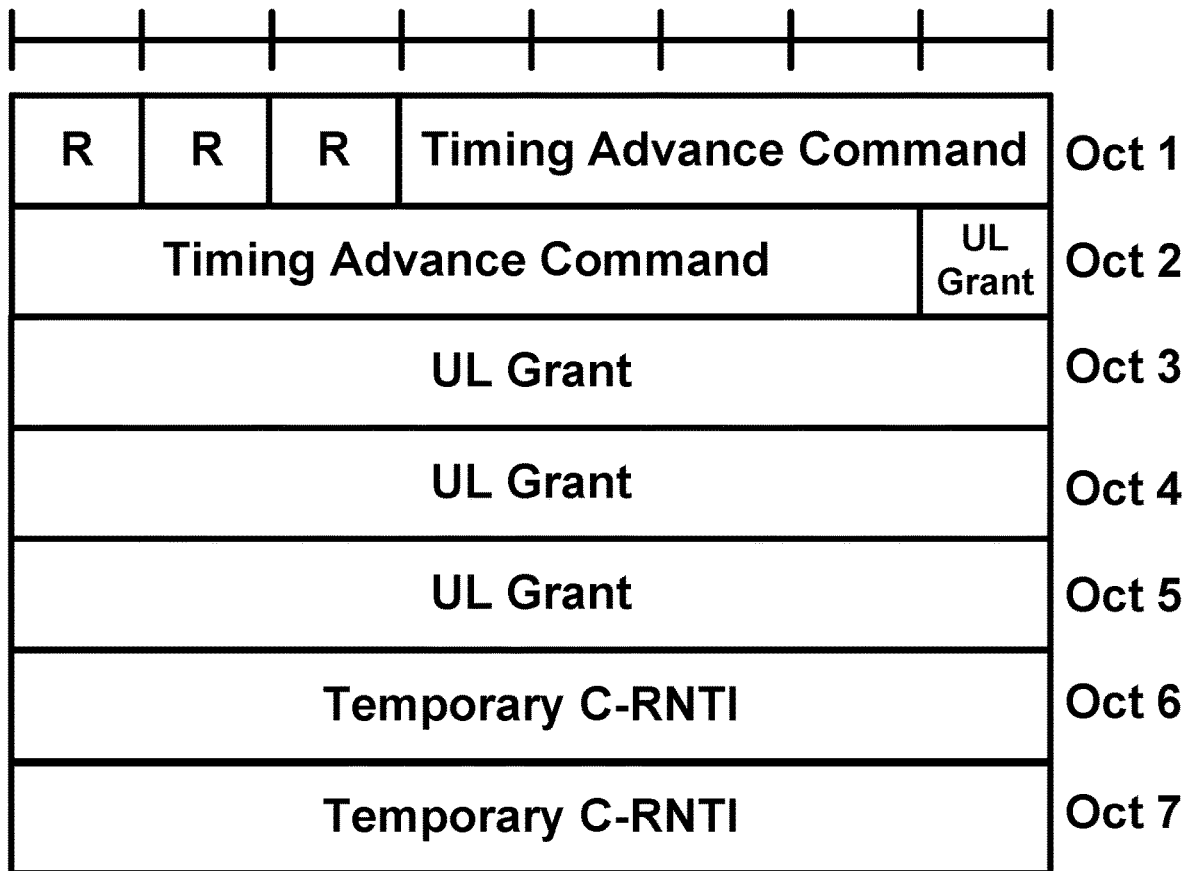 R R R Timing Advance Command Oct 1
Timing Advance Command UL Grant Oct 2
UL Grant Oct 3
UL Grant Oct 4
UL Grant Oct 5
Temporary C-RNTI Oct 6
Temporary C-RNTI Oct 7